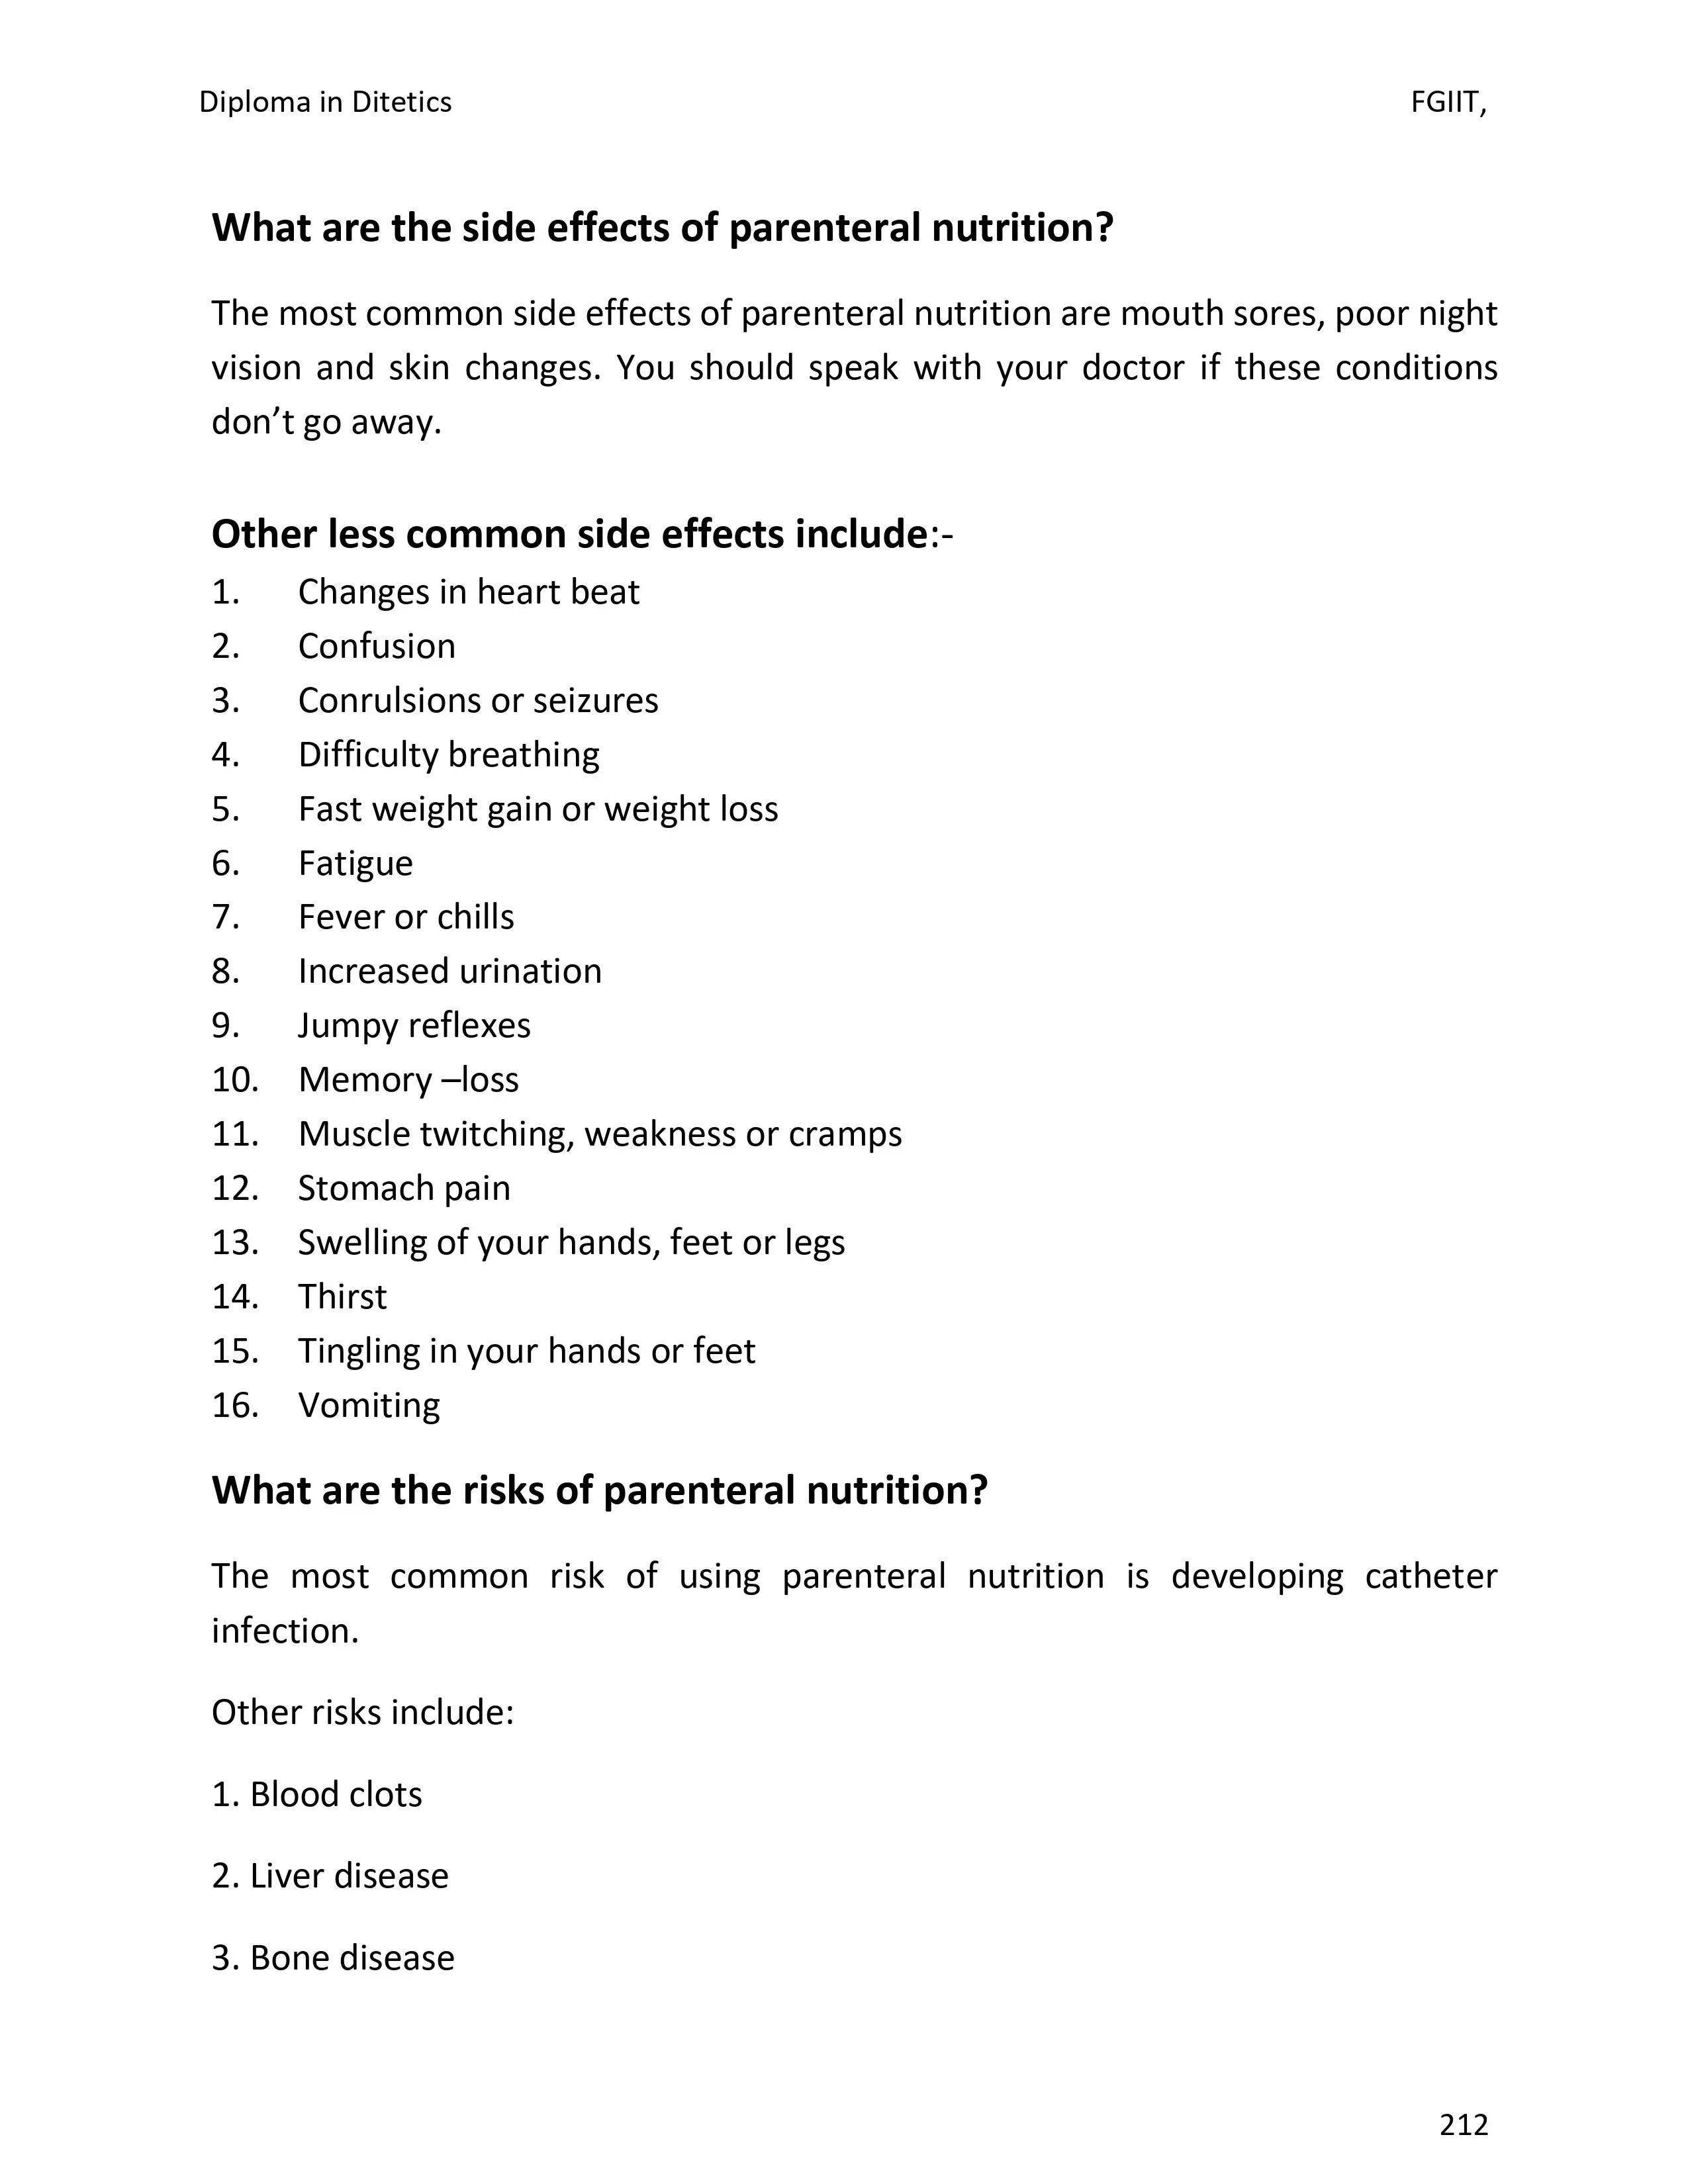 Diploma in Ditetics FGIIT,
What are the side effects of parenteral nutrition?
The most common side effects of parenteral nutrition are mouth sores, poor night
vision and skin changes. You should speak with your doctor if these conditions
don’t go away.
Other less common side effects include:-
1. Changes in heart beat
2. Confusion
3. Conrulsions or seizures
4. Difficulty breathing
5. Fast weight gain or weight loss
6. Fatigue
7. Fever or chills
8. Increased urination
9. Jumpy reflexes
10. Memory –loss
11. Muscle twitching, weakness or cramps
12. Stomach pain
13. Swelling of your hands, feet or legs
14. Thirst
15. Tingling in your hands or feet
16. Vomiting
What are the risks of parenteral nutrition?
The most common risk of using parenteral nutrition is developing catheter
infection.
Other risks include:
1. Blood clots
2. Liver disease
3. Bone disease
212